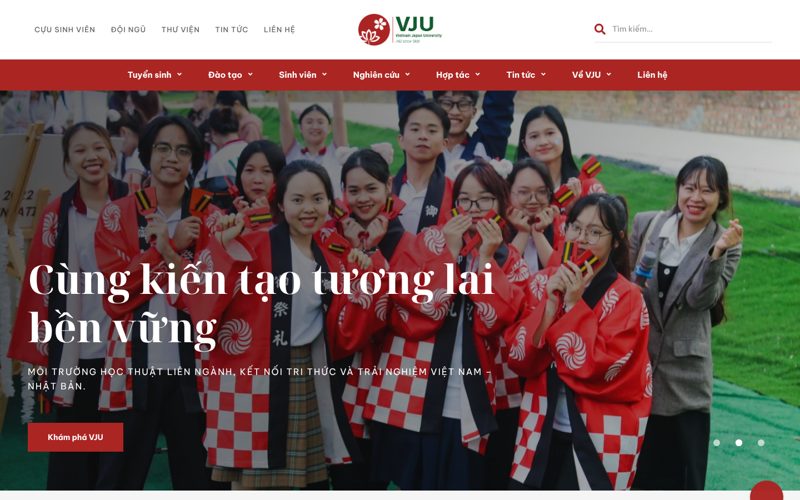 CỰU SINH VIÊN
ĐỘI NGŨ
THƯ VIỆN
TIN TỨC
LIÊN HỆ
VJU
Vietnam Japan University
Tìm kiếm...
Tuyển sinh
Đào tạo
Sinh viên
Nghiên cứu
Hợp tác
Tin tức
Về VJU
Liên hệ
Cùng kiến tạo tương lai
bền vững
MÔI TRƯỜNG HỌC THUẬT LIÊN NGÀNH, KẾT NỐI TRI THỨC VÀ TRẢI NGHIỆM VIỆT NAM –
NHẬT BẢN.
Khám phá VJU